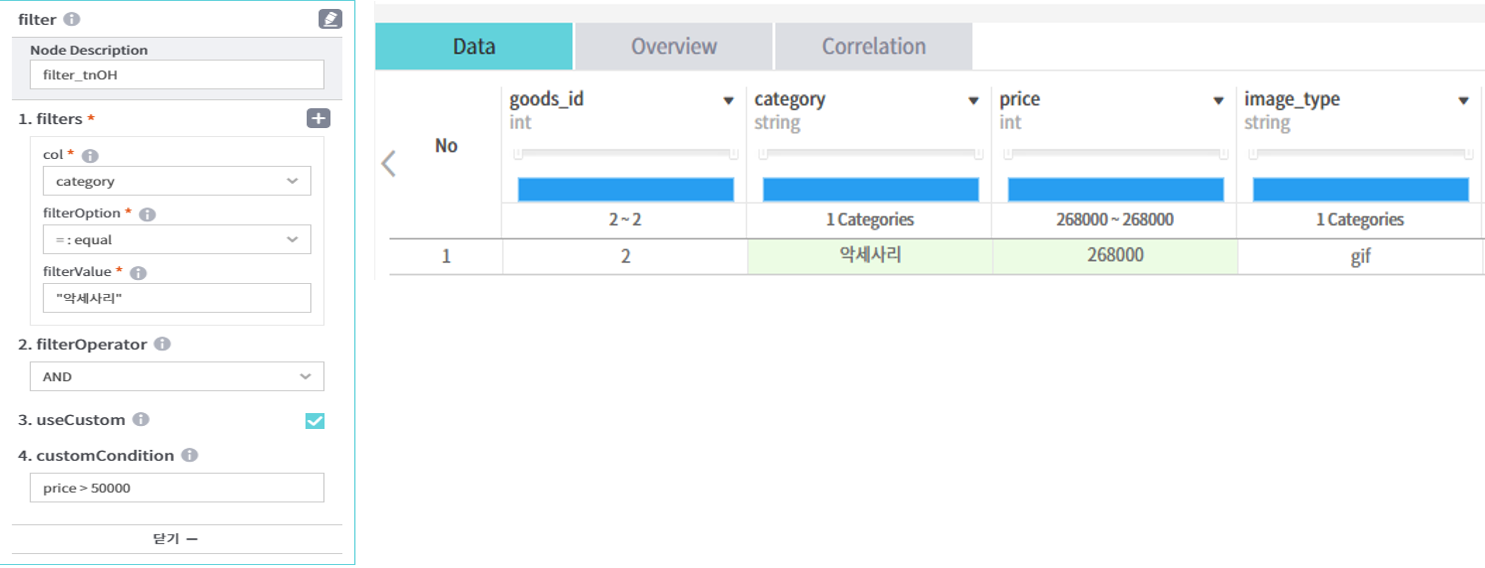 filter
Node Description
filter_tnOH
1. filters *
col *
category
filterOption *
= : equal
filterValue *
"악세사리"
2. filterOperator
AND
3. useCustom
4. customCondition
price > 50000
닫기 —
Data Overview Correlation
No goods_id category price image_type
int string int string
2 ~ 2 1 Categories 268000 ~ 268000 1 Categories
1 2 악세사리 268000 gif